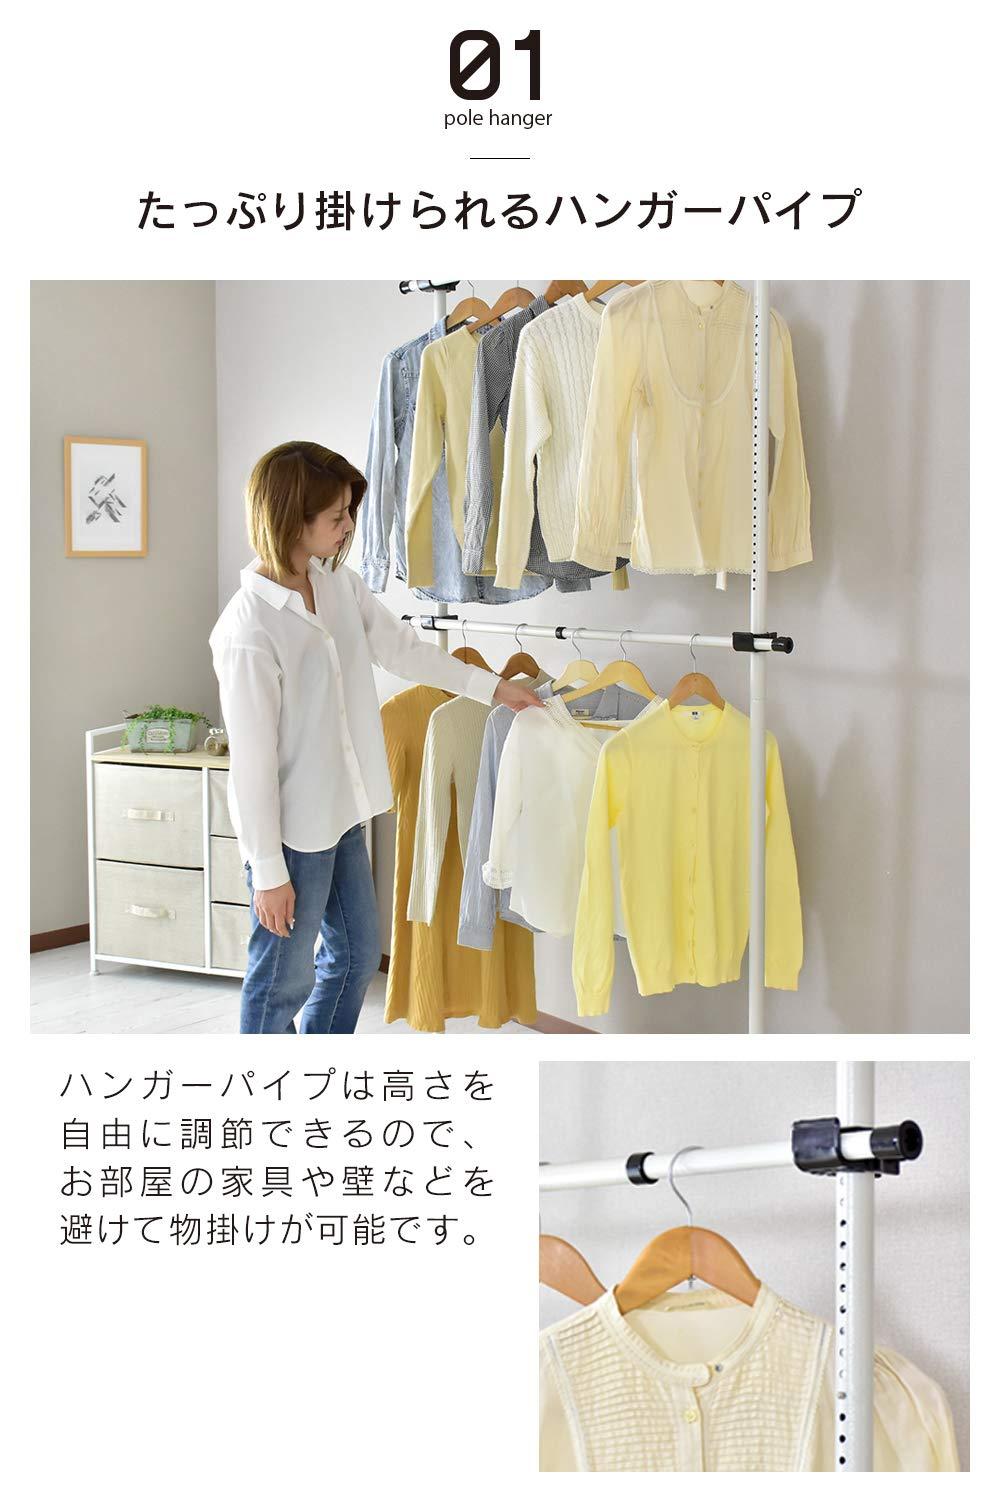 01
pole hanger
たっぷり掛けられるハンガーパイプ
ハンガーパイプは高さを
自由に調節できるので、
お部屋の家具や壁などを
避けて物掛けが可能です。